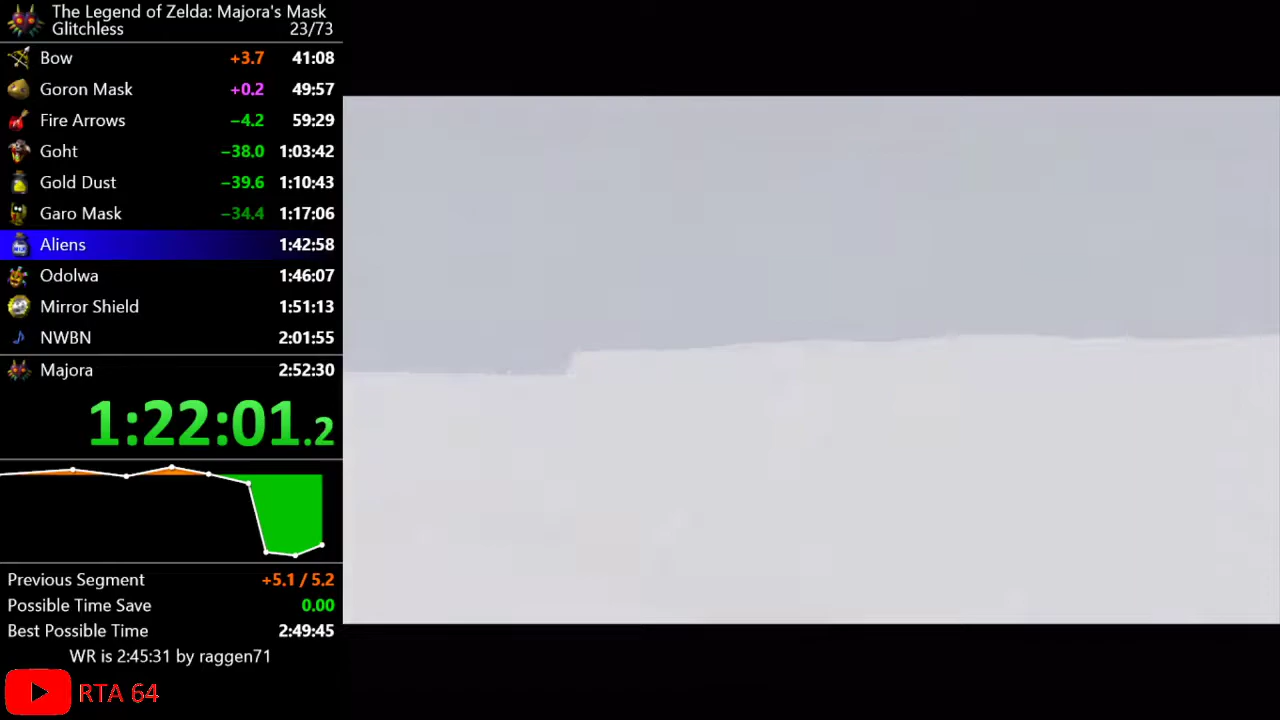 The Legend of Zelda: Majora's Mask
Glitchless 23/73
Bow +3.7 41:08
Goron Mask +0.2 49:57
Fire Arrows −4.2 59:29
Goht −38.0 1:03:42
Gold Dust −39.6 1:10:43
Garo Mask −34.4 1:17:06
Aliens 1:42:58
Odolwa 1:46:07
Mirror Shield 1:51:13
NWBN 2:01:55
Majora 2:52:30
1:22:01.2
Previous Segment +5.1 / 5.2
Possible Time Save 0.00
Best Possible Time 2:49:45
WR is 2:45:31 by raggen71
RTA 64